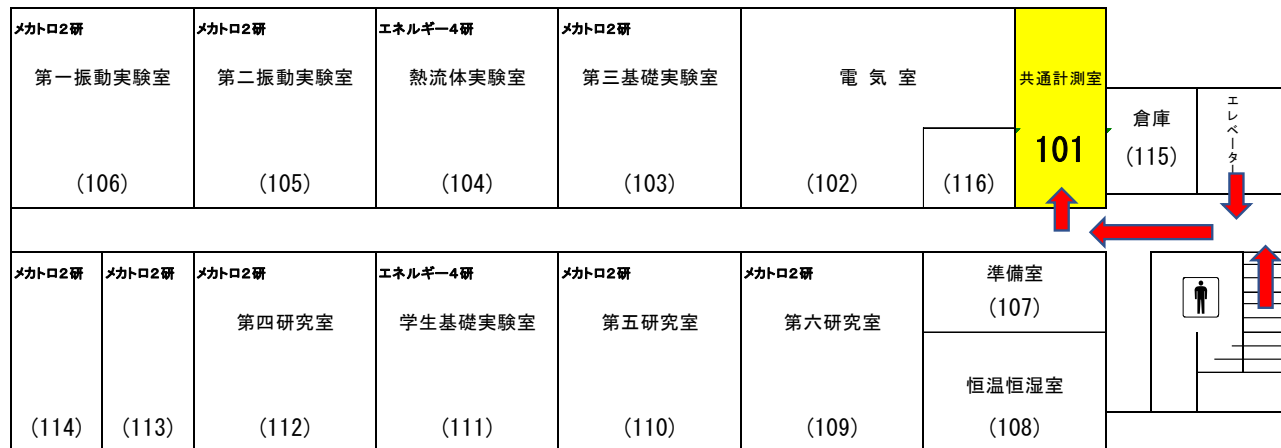 メカトロ2研
第一振動実験室
(106)
メカトロ2研
第二振動実験室
(105)
エネルギー4研
熱流体実験室
(104)
メカトロ2研
第三基礎実験室
(103)
電気室
(102)
(116)
共通計測室
101
倉庫
(115)
エレベーター
メカトロ2研
(114)
メカトロ2研
(113)
メカトロ2研
第四研究室
(112)
エネルギー4研
学生基礎実験室
(111)
メカトロ2研
第五研究室
(110)
メカトロ2研
第六研究室
(109)
準備室
(107)
恒温恒湿室
(108)